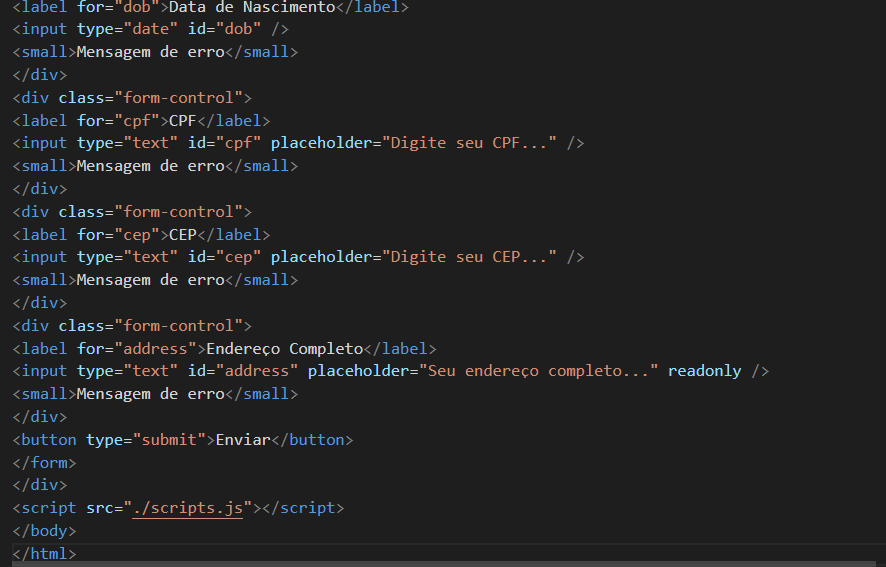 <label for="dob">Data de Nascimento</label>
<input type="date" id="dob" />
<small>Mensagem de erro</small>
</div>
<div class="form-control">
<label for="cpf">CPF</label>
<input type="text" id="cpf" placeholder="Digite seu CPF..." />
<small>Mensagem de erro</small>
</div>
<div class="form-control">
<label for="cep">CEP</label>
<input type="text" id="cep" placeholder="Digite seu CEP..." />
<small>Mensagem de erro</small>
</div>
<div class="form-control">
<label for="address">Endereço Completo</label>
<input type="text" id="address" placeholder="Seu endereço completo..." readonly />
<small>Mensagem de erro</small>
</div>
<button type="submit">Enviar</button>
</form>
</div>
<script src="./scripts.js"></script>
</body>
</html>